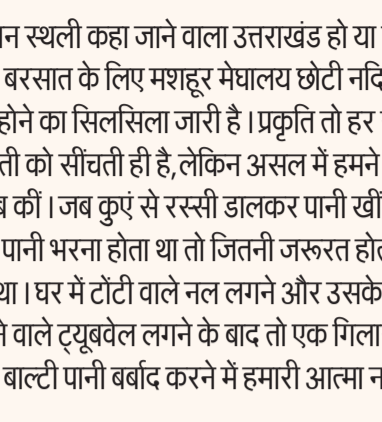 न स्थली कहा जाने वाला उत्तराखंड हो या
बरसात के लिए मशहूर मेघालय छोटी नदि
होने का सिलसिला जारी है । प्रकृति तो हर
ती को सींचती ही है, लेकिन असल में हमने
ब कीं । जब कुएं से रस्सी डालकर पानी खीं
पानी भरना होता था तो जितनी जरूरत होत
था । घर में टोंटी वाले नल लगने और उसके
ने वाले ट्यूबवेल लगने के बाद तो एक गिला
बाल्टी पानी बर्बाद करने में हमारी आत्मा न